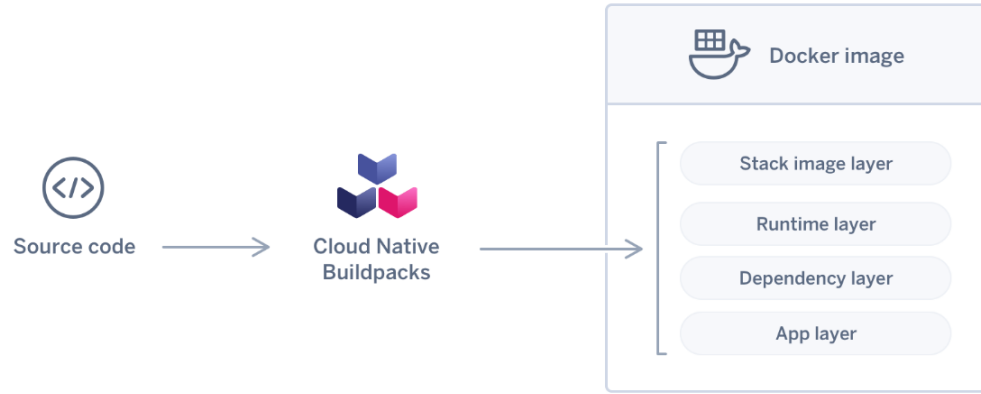 Docker image
Stack image layer
Runtime layer
Dependency layer
App layer
Source code
Cloud Native
Buildpacks